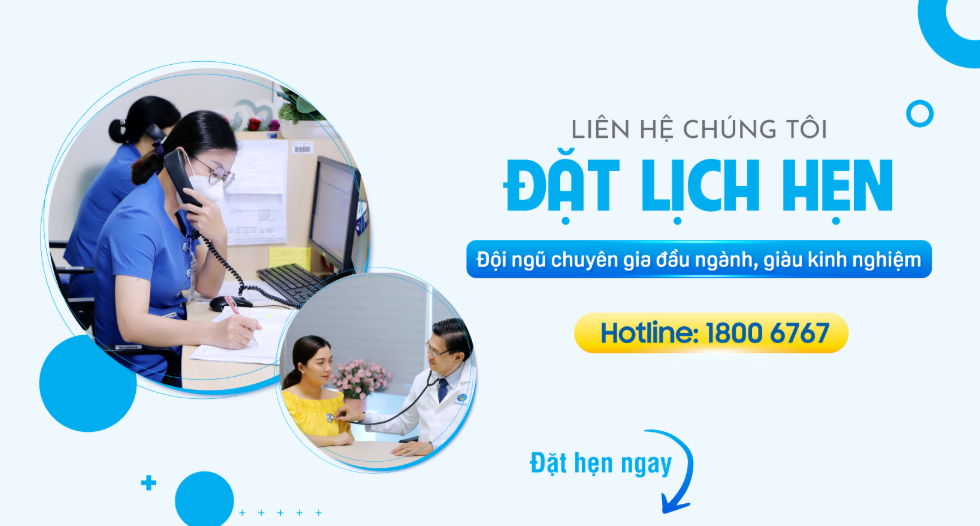 LIÊN HỆ CHÚNG TÔI
ĐẶT LỊCH HẸN
Đội ngũ chuyên gia đầu ngành, giàu kinh nghiệm
Hotline: 1800 6767
Đặt hẹn ngay